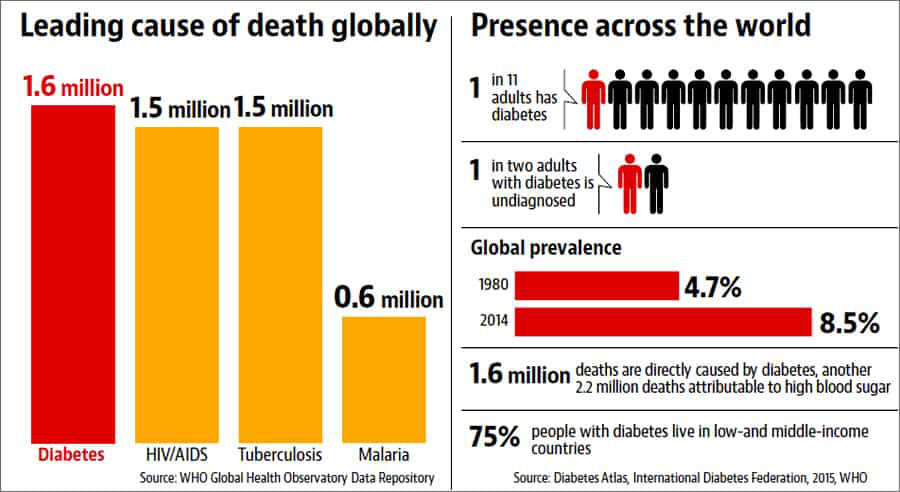 Leading cause of death globally
1.6 million
1.5 million
1.5 million
0.6 million
Diabetes
HIV/AIDS
Tuberculosis
Malaria
Source: WHO Global Health Observatory Data Repository
Presence across the world
1 in 11
adults has
diabetes
1 in two adults
with diabetes is
undiagnosed
Global prevalence
1980
4.7%
2014
8.5%
1.6 million deaths are directly caused by diabetes, another
2.2 million deaths attributable to high blood sugar
75% people with diabetes live in low-and middle-income
countries
Source: Diabetes Atlas, International Diabetes Federation, 2015, WHO